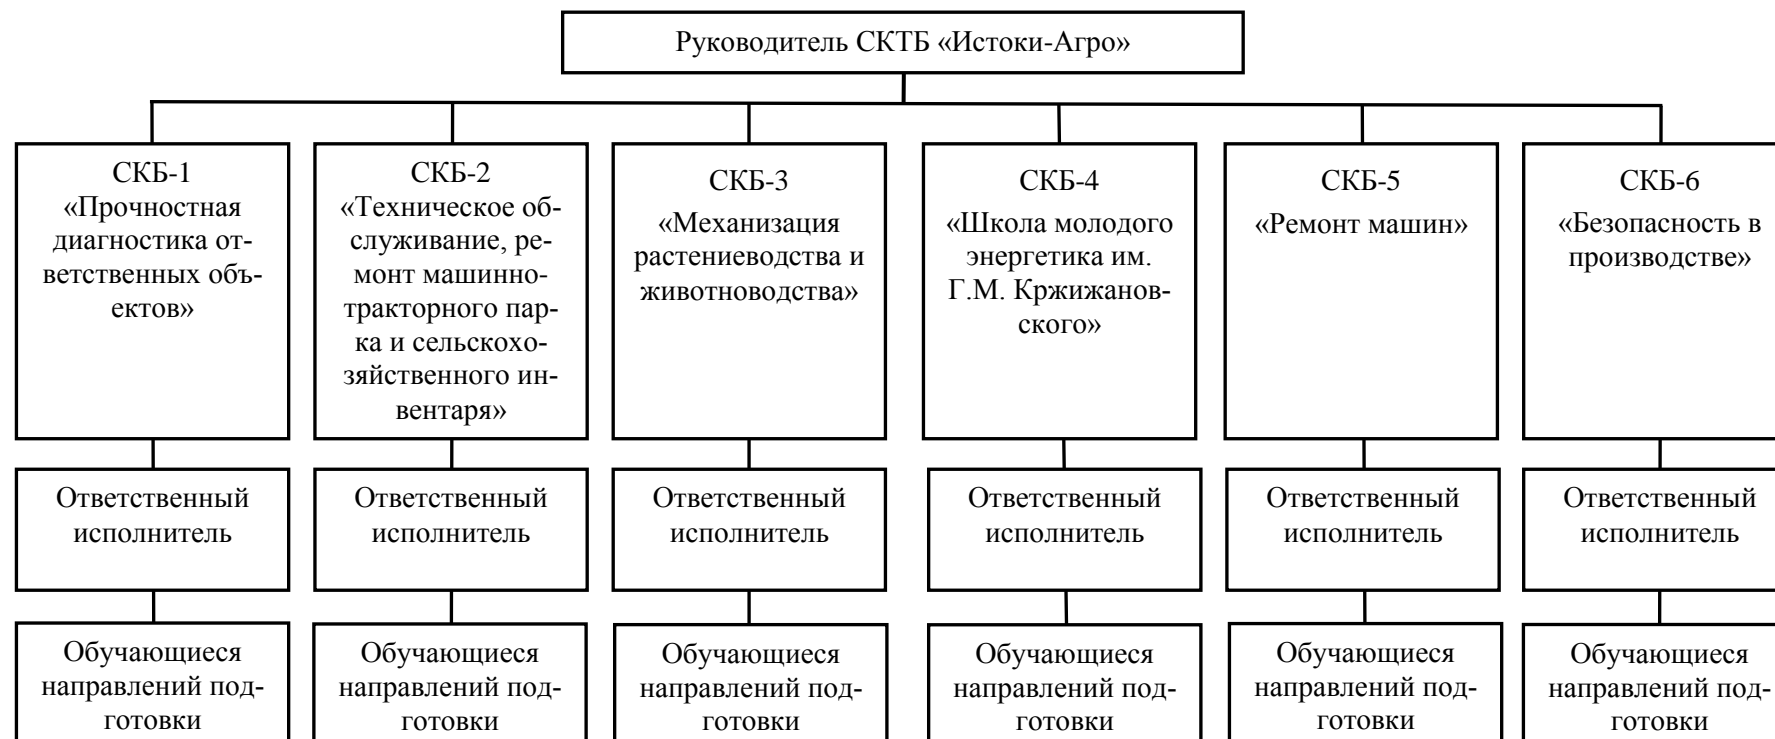 Руководитель СКТБ «Истоки-Агро»
СКБ-1
«Прочностная
диагностика от-
ветственных объ-
ектов»
СКБ-2
«Техническое об-
служивание, ре-
монт машинно-
тракторного пар-
ка и сельскохо-
зяйственного ин-
вентаря»
СКБ-3
«Механизация
растениеводства и
животноводства»
СКБ-4
«Школа молодого
энергетика им.
Г.М. Кржижанов-
ского»
СКБ-5
«Ремонт машин»
СКБ-6
«Безопасность в
производстве»
Ответственный
исполнитель
Ответственный
исполнитель
Ответственный
исполнитель
Ответственный
исполнитель
Ответственный
исполнитель
Ответственный
исполнитель
Обучающиеся
направлений под-
готовки
Обучающиеся
направлений под-
готовки
Обучающиеся
направлений под-
готовки
Обучающиеся
направлений под-
готовки
Обучающиеся
направлений под-
готовки
Обучающиеся
направлений под-
готовки